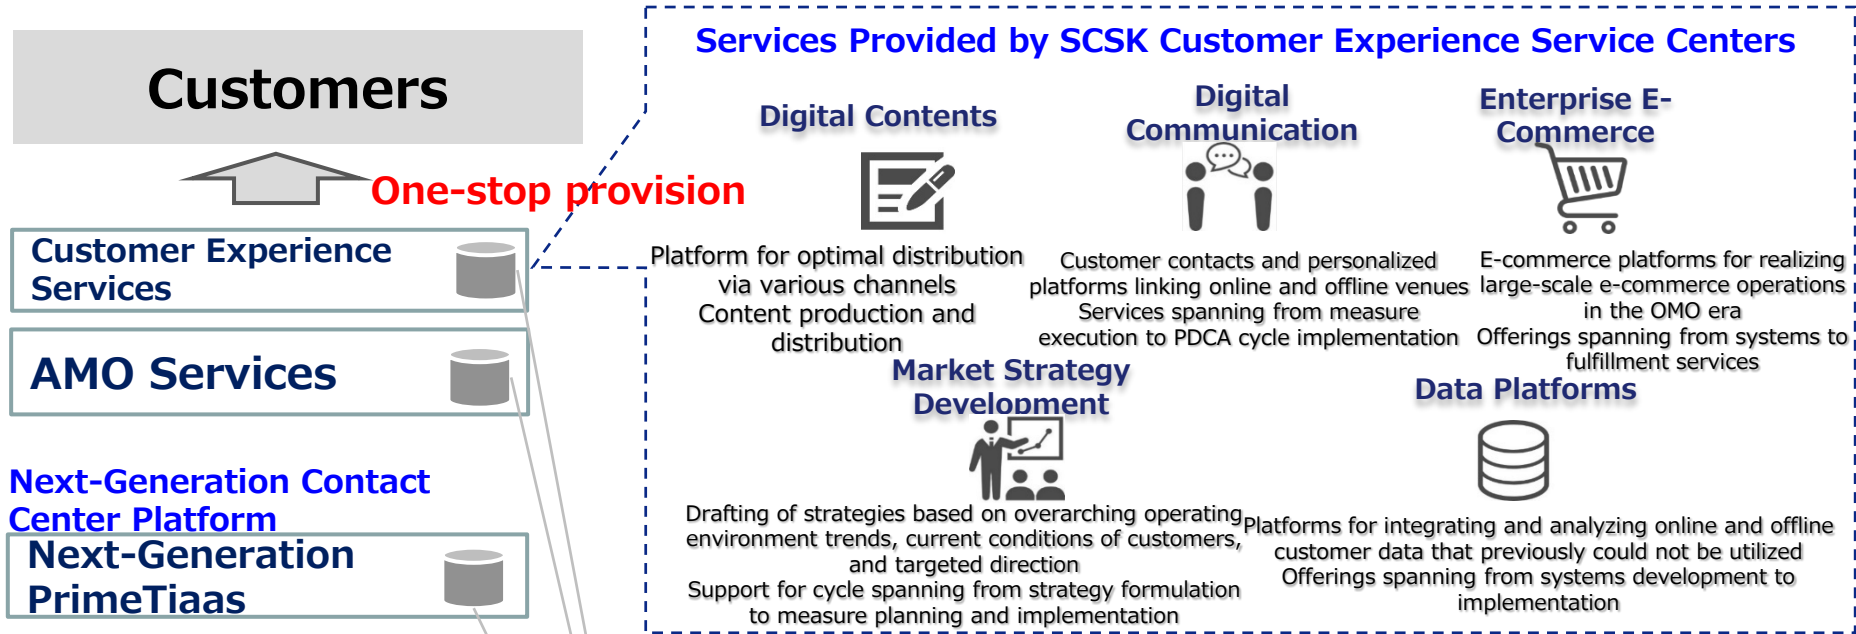 Customers
One-stop provision
Customer Experience
Services
AMO Services
Next-Generation Contact
Center Platform
Next-Generation
PrimeTiaas
Services Provided by SCSK Customer Experience Service Centers
Digital Contents
Platform for optimal distribution
via various channels
Content production and
distribution
Digital
Communication
Customer contacts and personalized
platforms linking online and offline venues
Services spanning from measure
execution to PDCA cycle implementation
Enterprise E-
Commerce
E-commerce platforms for realizing
large-scale e-commerce operations
in the OMO era
Offerings spanning from systems to
fulfillment services
Market Strategy
Development
Drafting of strategies based on overarching operating
environment trends, current conditions of customers,
and targeted direction
Support for cycle spanning from strategy formulation
to measure planning and implementation
Data Platforms
Platforms for integrating and analyzing online and offline
customer data that previously could not be utilized
Offerings spanning from systems development to
implementation